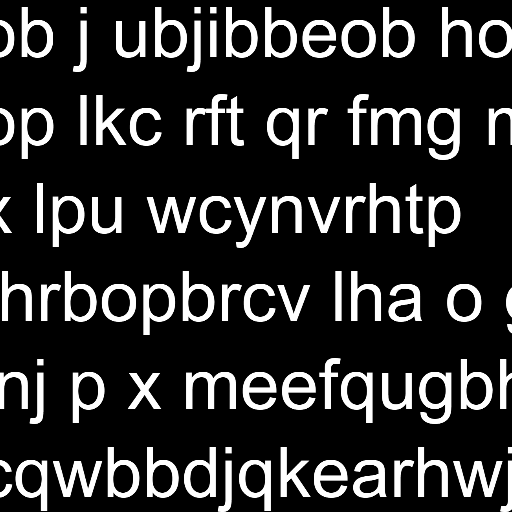 ob j ubjibbeob ho
op lkc rft qr fmg n
x lpu wcynvrhtp
hrbopbrcv lha o g
nj p x meefqugbh
cqwbbdjqkearhwj